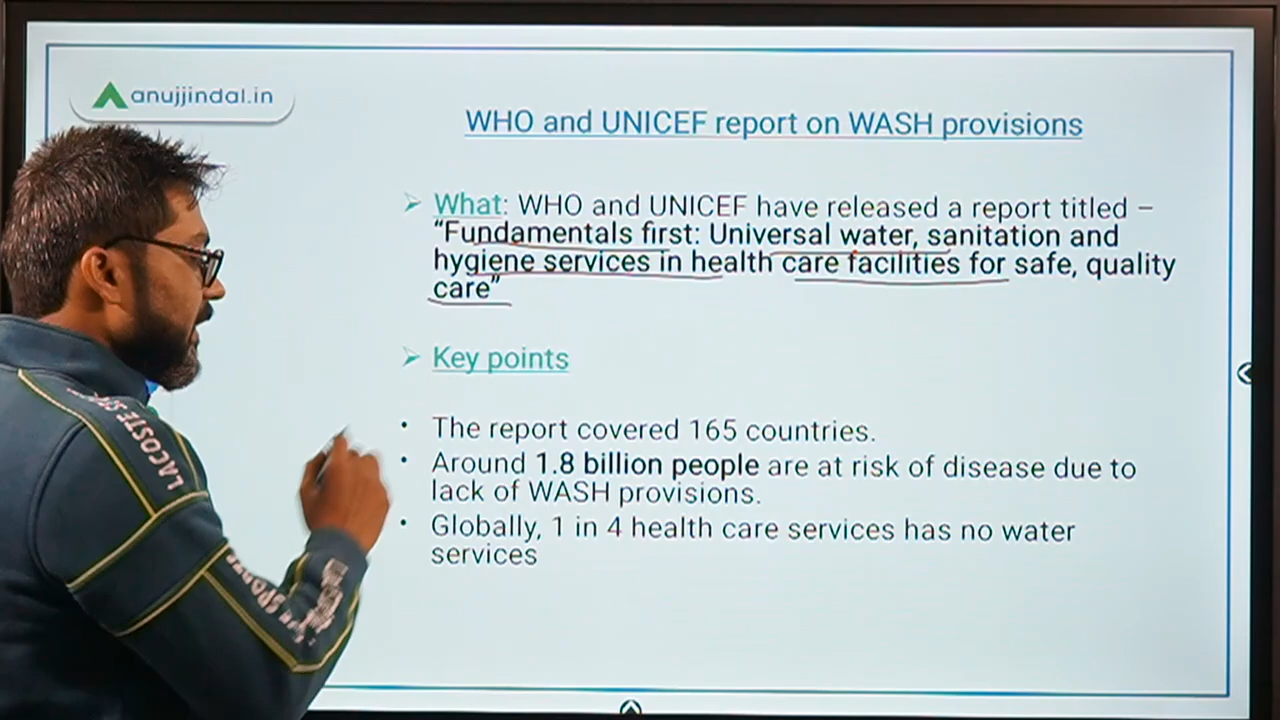 anujjindal.in
WHO and UNICEF report on WASH provisions
What: WHO and UNICEF have released a report titled –
“Fundamentals first: Universal water, sanitation and
hygiene services in health care facilities for safe, quality
care”
Key points
• The report covered 165 countries.
• Around 1.8 billion people are at risk of disease due to
lack of WASH provisions.
• Globally, 1 in 4 health care services has no water
services
LACOSTE